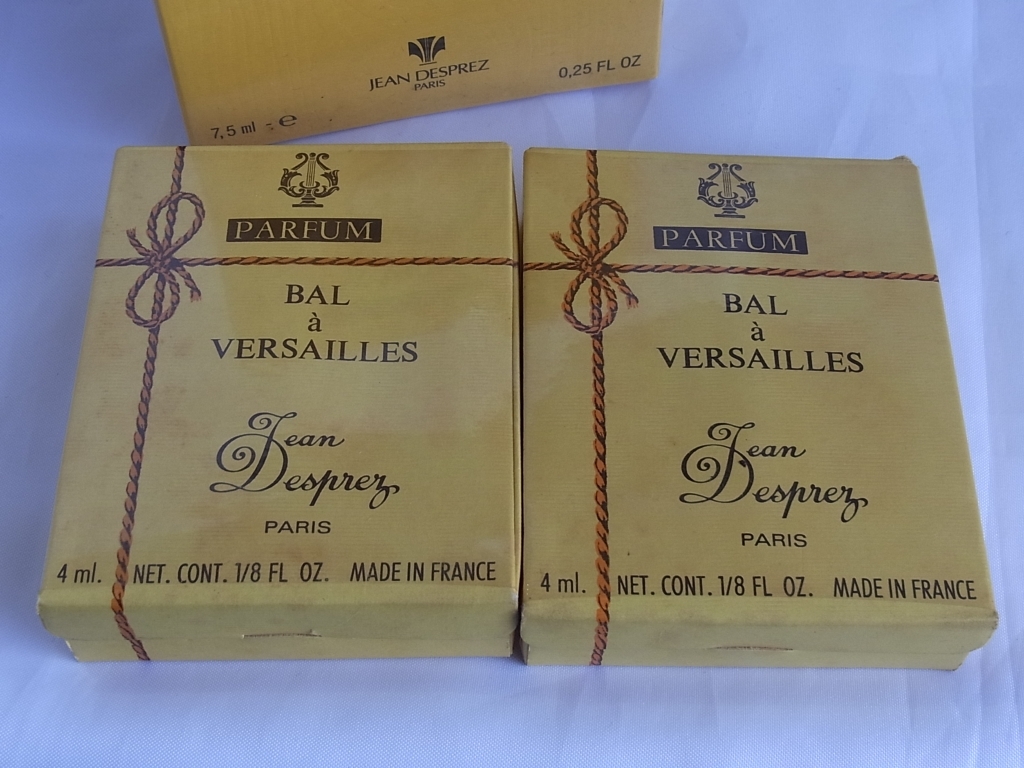 JEAN DESPREZ
PARIS
7,5 ml - e
0,25 FL OZ
PARFUM
BAL
à
VERSAILLES
Jean
Desprez
PARIS
4 ml. NET. CONT. 1/8 FL OZ. MADE IN FRANCE
PARFUM
BAL
à
VERSAILLES
Jean
Desprez
PARIS
4 ml. NET. CONT. 1/8 FL OZ. MADE IN FRANCE